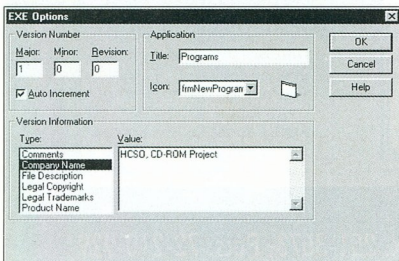 EXE Options
Version Number
Major: Minor: Revision:
1 0 0
Auto Increment
Application
Title: Programs
Icon: frmNewProgran
OK
Cancel
Help
Version Information
Type:
Comments
Company Name
File Description
Legal Copyright
Legal Trademarks
Product Name
Value:
HCSO, CD-ROM Project